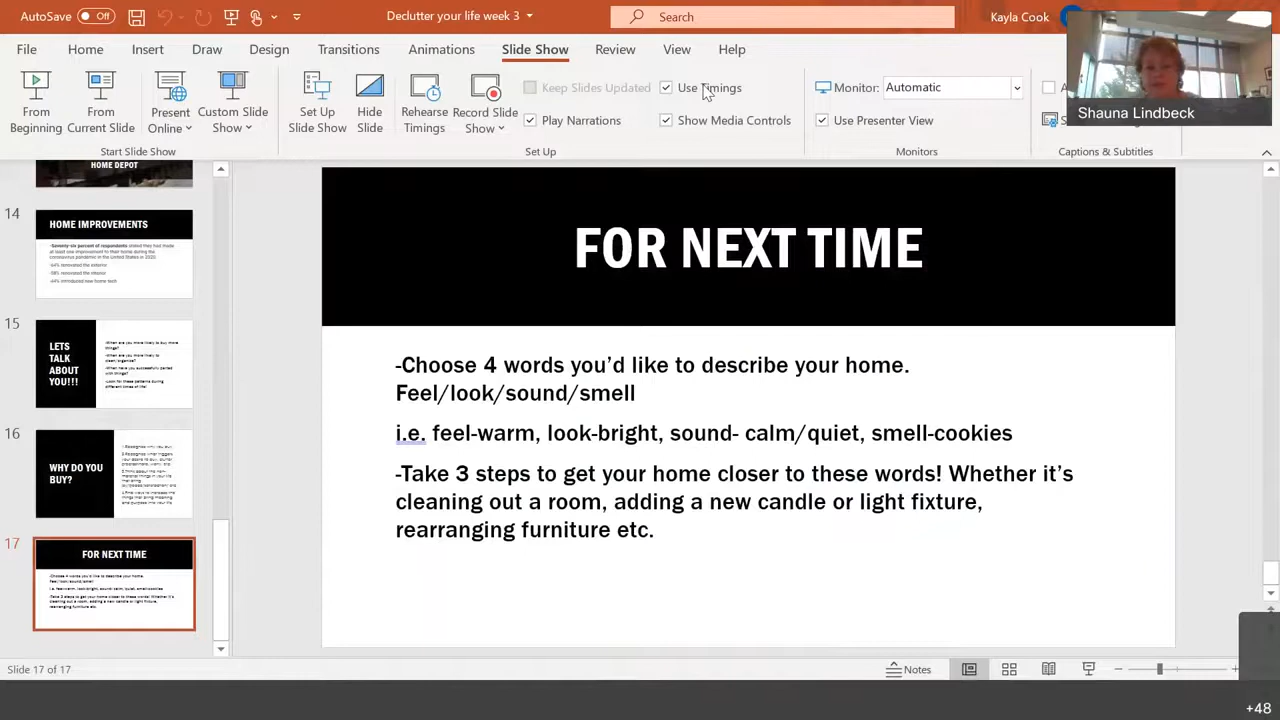 AutoSave Off
Declutter your life week 3
Search
Kayla Cook
File Home Insert Draw Design Transitions Animations Slide Show Review View Help
Shauna Lindbeck
From Beginning
From Current Slide
Present Online
Custom Slide Show
Start Slide Show
Set Up Slide Show
Hide Slide
Rehearse Timings
Record Slide Show
Keep Slides Updated
Use Timings
Play Narrations
Show Media Controls
Set Up
Monitor: Automatic
Use Presenter View
Monitors
Captions & Subtitles
HOME DEPOT
14
HOME IMPROVEMENTS
15
LETS
TALK
ABOUT
YOU!!!
16
WHY DO YOU
BUY?
17
FOR NEXT TIME
FOR NEXT TIME
-Choose 4 words you’d like to describe your home.
Feel/look/sound/smell
i.e. feel-warm, look-bright, sound- calm/quiet, smell-cookies
-Take 3 steps to get your home closer to these words! Whether it’s
cleaning out a room, adding a new candle or light fixture,
rearranging furniture etc.
Slide 17 of 17
Notes
+48